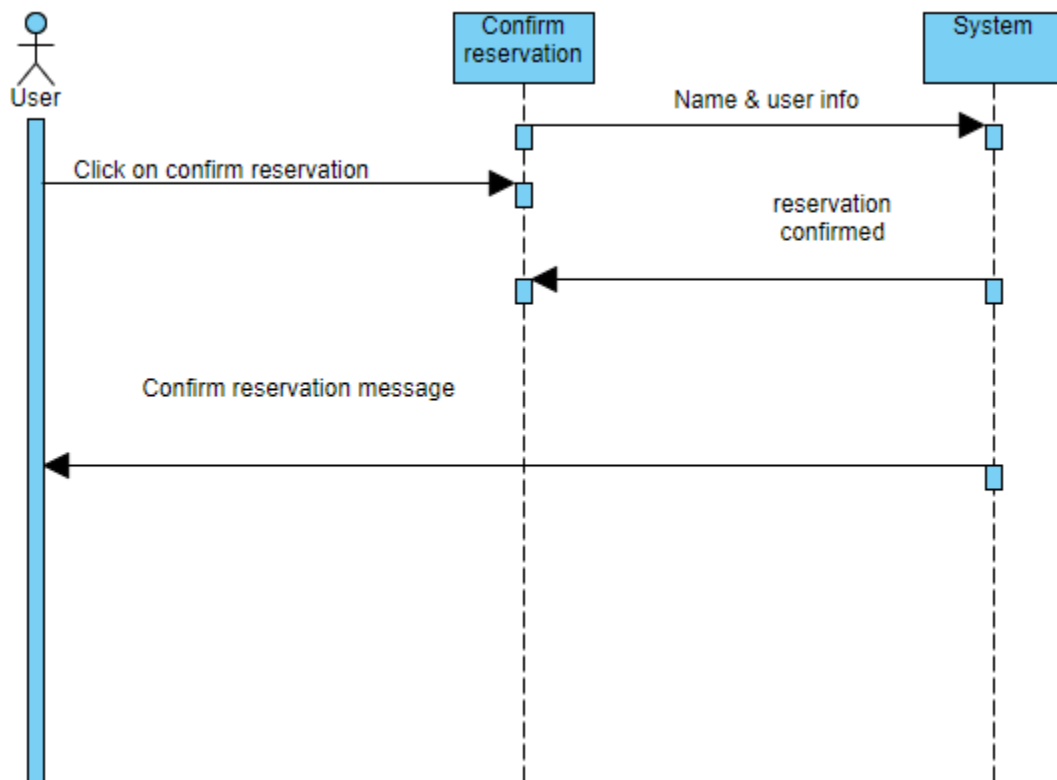 Confirm
reservation
System
User
Name & user info
Click on confirm reservation
reservation
confirmed
Confirm reservation message